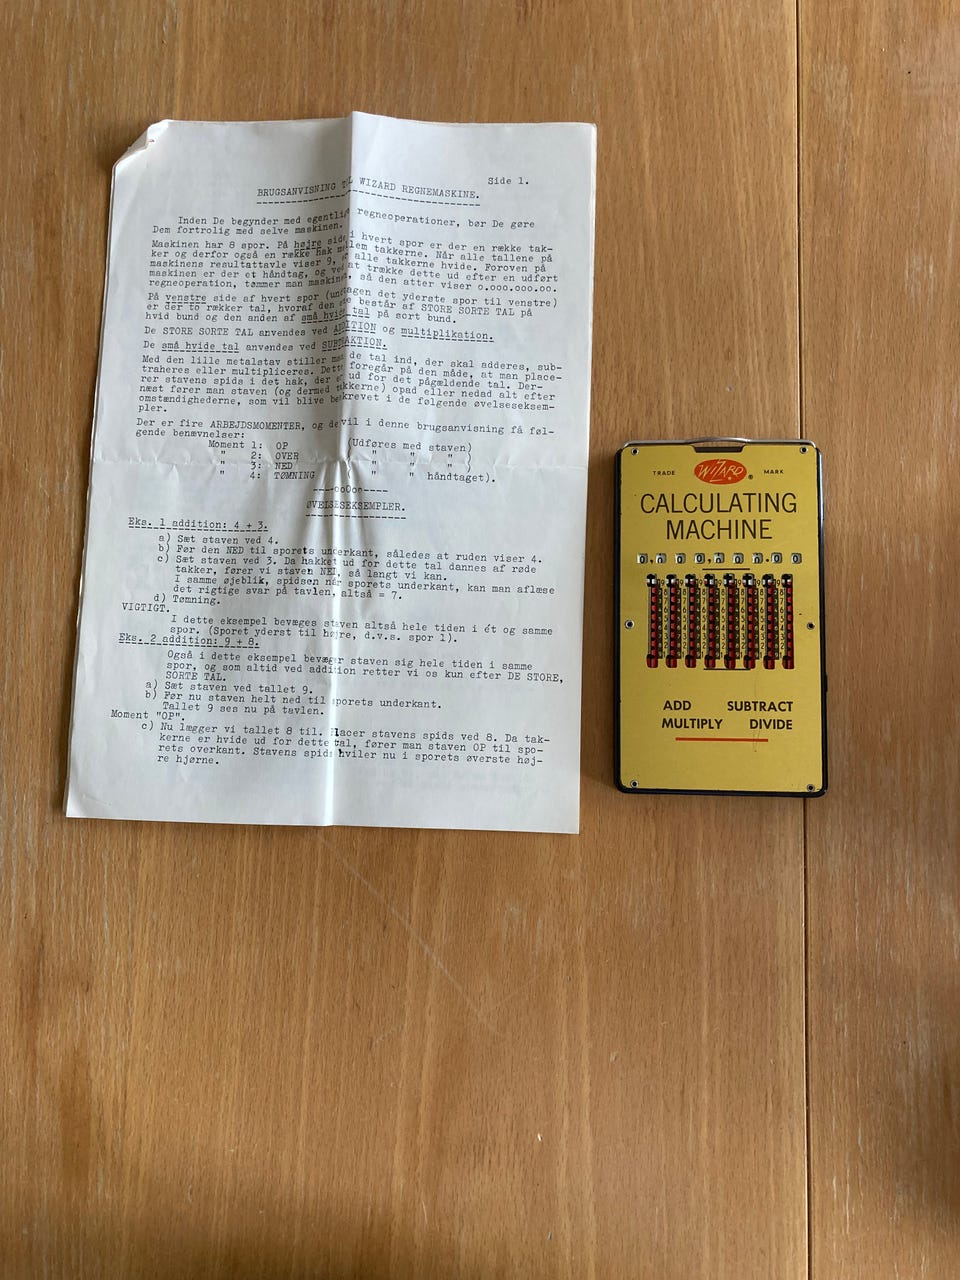 Side 1.
BRUGSANVISNING TIL WIZARD REGNEMASKINE.
Inden De begynder med egentlige regneoperationer, bør De gøre
Dem fortrolig med selve maskinen.
Maskinen har 8 spor. På højre side i hvert spor er der en række tak-
ker og derfor også en række hak mellem takkerne. Når alle tallene på
maskinens resultattavle viser 9, er alle takkerne hvide. Foroven på
maskinen er der et håndtag, og ved at trække dette ud efter en udført
regneoperation, tømmer man maskinen, så den atter viser o.ooo.ooo.oo.
På venstre side af hvert spor (undtagen det yderste spor til venstre)
er der to rækker tal, hvoraf den ene består af STORE SORTE TAL på
hvid bund og den anden af små hvide tal på sort bund.
De STORE SORTE TAL anvendes ved ADDITION og multiplikation.
De små hvide tal anvendes ved SUBTRAKTION.
Med den lille metalstav stiller man de tal ind, der skal adderes, sub-
traheres eller multipliceres. Dette foregår på den måde, at man place-
rer stavens spids i det hak, der er ud for det pågældende tal. Der-
næst fører man staven (og dermed takkerne) opad eller nedad alt efter
omstændighederne, som vil blive beskrevet i de følgende øvelseseksem-
pler.
Der er fire ARBEJDSMOMENTER, og de vil i denne brugsanvisning få føl-
gende benævnelser:
Moment 1: OP (Udføres med staven)
" 2: OVER " " " )
" 3: NED " " " )
" 4: TØMNING " " håndtaget).
----ooOoo----
ØVELSESEKSEMPLER.
Eks. 1 addition: 4 + 3.
a) Sæt staven ved 4.
b) Før den NED til sporets underkant, således at ruden viser 4.
c) Sæt staven ved 3. Da hakket ud for dette tal dannes af røde
takker, fører vi staven NED, så langt vi kan.
I samme øjeblik, spidsen når sporets underkant, kan man aflæse
det rigtige svar på tavlen, altså = 7.
d) Tømning.
VIGTIGT.
I dette eksempel bevæges staven altså hele tiden i ét og samme
spor. (Sporet yderst til højre, d.v.s. spor 1).
Eks. 2 addition: 9 + 8.
Også i dette eksempel bevæger staven sig hele tiden i samme
spor, og som altid ved addition retter vi os kun efter DE STORE,
SORTE TAL.
a) Sæt staven ved tallet 9.
b) Før nu staven helt ned til sporets underkant.
Tallet 9 ses nu på tavlen.
Moment "OP".
c) Nu lægger vi tallet 8 til. Placer stavens spids ved 8. Da tak-
kerne er hvide ud for dette tal, fører man staven OP til spo-
rets overkant. Stavens spids hviler nu i sporets øverste høj-
re hjørne.
TRADE WIZARD ® MARK
CALCULATING
MACHINE
ADD SUBTRACT
MULTIPLY DIVIDE